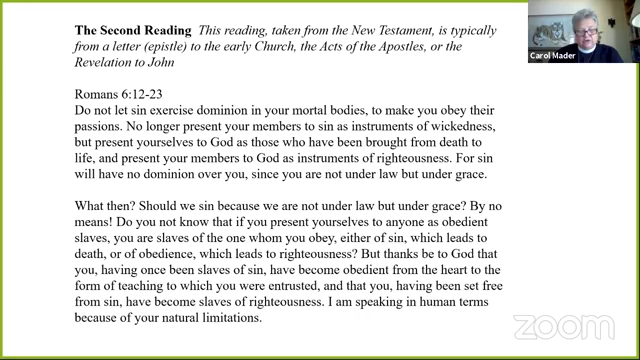 The Second Reading This reading, taken from the New Testament, is typically
from a letter (epistle) to the early Church, the Acts of the Apostles, or the
Revelation to John
Romans 6:12-23
Do not let sin exercise dominion in your mortal bodies, to make you obey their
passions. No longer present your members to sin as instruments of wickedness,
but present yourselves to God as those who have been brought from death to
life, and present your members to God as instruments of righteousness. For sin
will have no dominion over you, since you are not under law but under grace.
What then? Should we sin because we are not under law but under grace? By no
means! Do you not know that if you present yourselves to anyone as obedient
slaves, you are slaves of the one whom you obey, either of sin, which leads to
death, or of obedience, which leads to righteousness? But thanks be to God that
you, having once been slaves of sin, have become obedient from the heart to the
form of teaching to which you were entrusted, and that you, having been set free
from sin, have become slaves of righteousness. I am speaking in human terms
because of your natural limitations.
Carol Mader
zoom